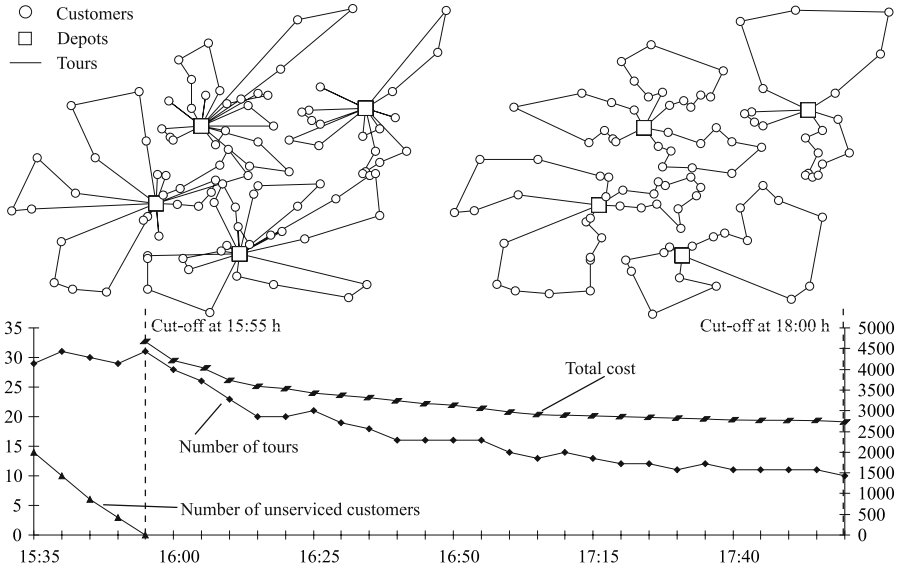 Customers
Depots
Tours
Cut-off at 15:55 h
Cut-off at 18:00 h
35
30
25
20
15
10
5
0
5000
4500
4000
3500
3000
2500
2000
1500
1000
500
0
Total cost
Number of tours
Number of unserviced customers
15:35 16:00 16:25 16:50 17:15 17:40